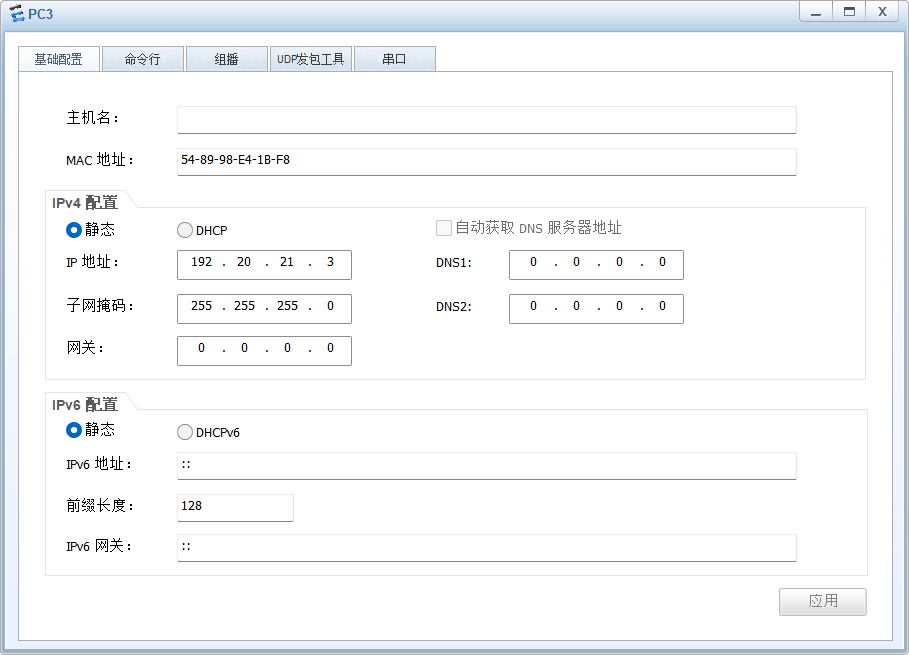 PC3
基础配置 命令行 组播 UDP发包工具 串口
主机名：
MAC 地址： 54-89-98-E4-1B-F8
IPv4 配置
静态 DHCP 自动获取 DNS 服务器地址
IP 地址： 192 . 20 . 21 . 3 DNS1: 0 . 0 . 0 . 0
子网掩码： 255 . 255 . 255 . 0 DNS2: 0 . 0 . 0 . 0
网关： 0 . 0 . 0 . 0
IPv6 配置
静态 DHCPv6
IPv6 地址： ::
前缀长度： 128
IPv6 网关： ::
应用